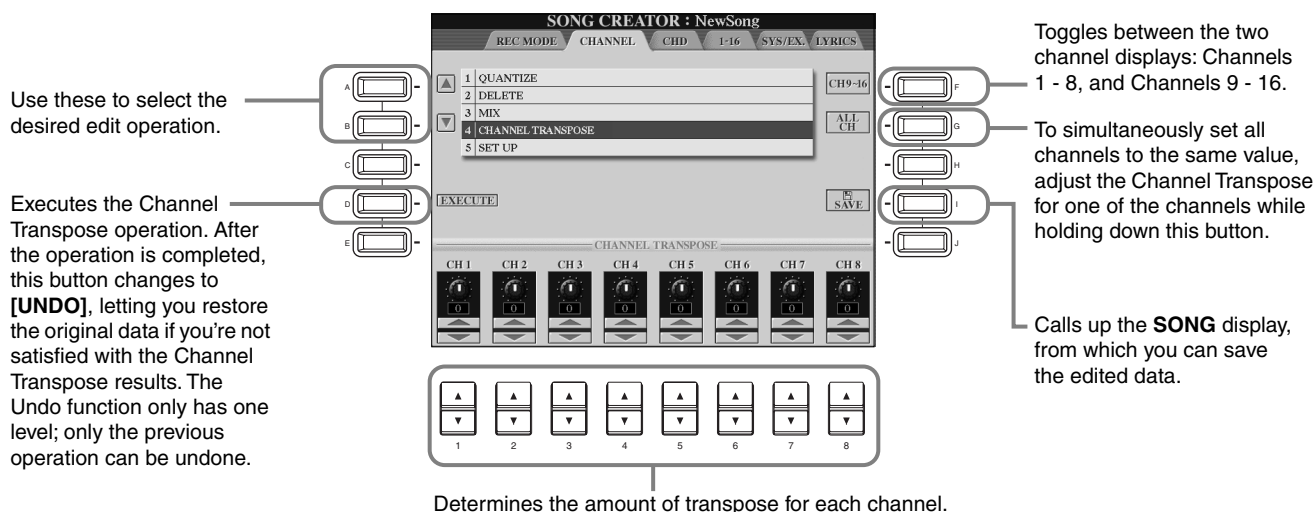 SONG CREATOR : NewSong
REC MODE CHANNEL CHD 1-16 SYS/EX. LYRICS
Use these to select the
desired edit operation.
Executes the Channel
Transpose operation. After
the operation is completed,
this button changes to
[UNDO], letting you restore
the original data if you're not
satisfied with the Channel
Transpose results. The
Undo function only has one
level; only the previous
operation can be undone.
A
B
C
D
E
1 QUANTIZE
2 DELETE
3 MIX
4 CHANNEL TRANSPOSE
5 SET UP
EXECUTE
CH9~16
ALL
CH
SAVE
CHANNEL TRANSPOSE
CH 1 CH 2 CH 3 CH 4 CH 5 CH 6 CH 7 CH 8
0 0 0 0 0 0 0 0
F
G
H
I
J
Toggles between the two
channel displays: Channels
1 - 8, and Channels 9 - 16.
To simultaneously set all
channels to the same value,
adjust the Channel Transpose
for one of the channels while
holding down this button.
Calls up the SONG display,
from which you can save
the edited data.
1 2 3 4 5 6 7 8
Determines the amount of transpose for each channel.